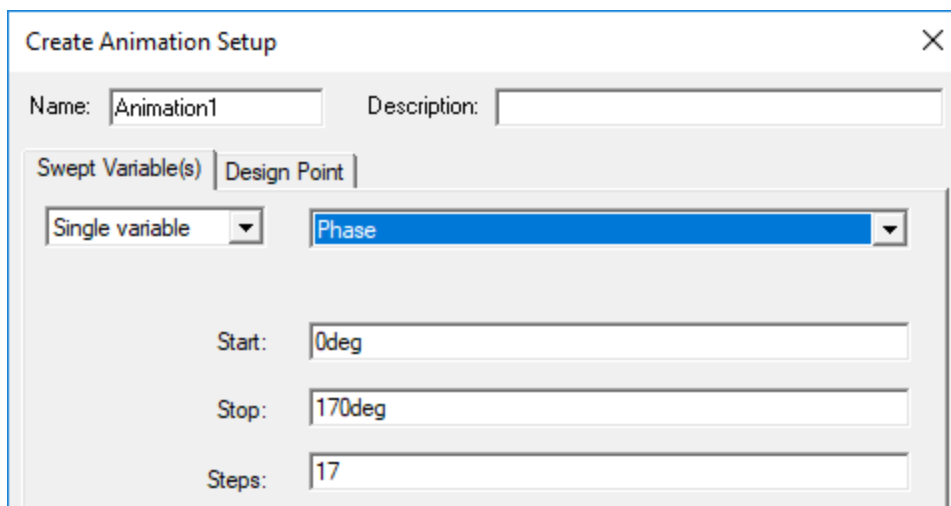 Create Animation Setup
Name: Animation1 Description:
Swept Variable(s) Design Point
Single variable Phase
Start: 0deg
Stop: 170deg
Steps: 17